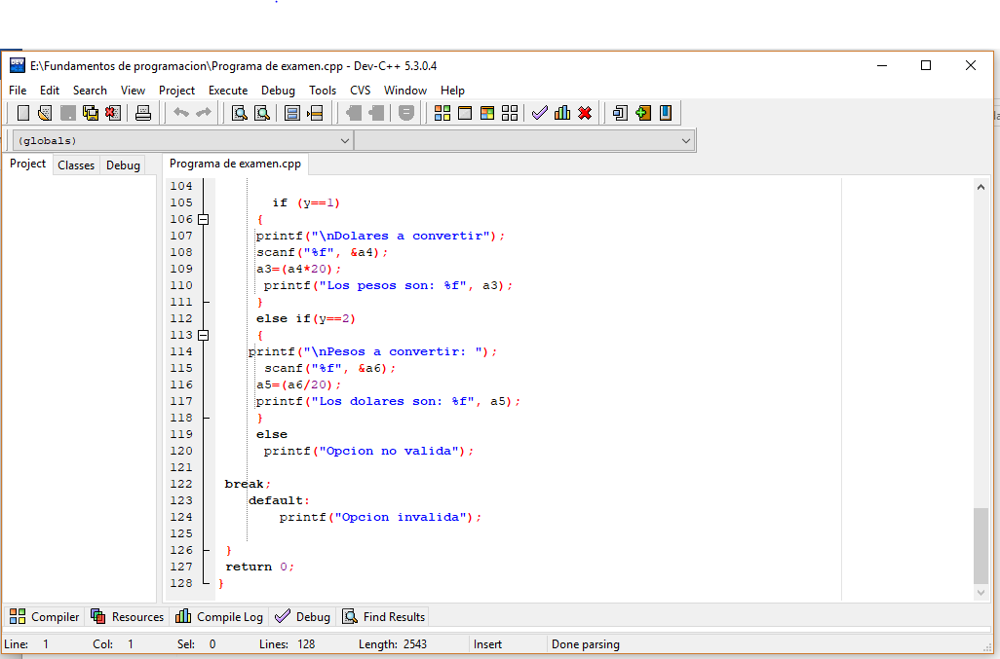 E:\Fundamentos de programacion\Programa de examen.cpp - Dev-C++ 5.3.0.4
File Edit Search View Project Execute Debug Tools CVS Window Help
(globals)
Project Classes Debug Programa de examen.cpp
104
105 if (y==1)
106 {
107 printf("\nDolares a convertir");
108 scanf("%f", &a4);
109 a3=(a4*20);
110 printf("Los pesos son: %f", a3);
111 }
112 else if(y==2)
113 {
114 printf("\nPesos a convertir: ");
115 scanf("%f", &a6);
116 a5=(a6/20);
117 printf("Los dolares son: %f", a5);
118 }
119 else
120 printf("Opcion no valida");
121
122 break;
123 default:
124 printf("Opcion invalida");
125
126 }
127 return 0;
128 }
Compiler Resources Compile Log Debug Find Results
Line: 1 Col: 1 Sel: 0 Lines: 128 Length: 2543 Insert Done parsing